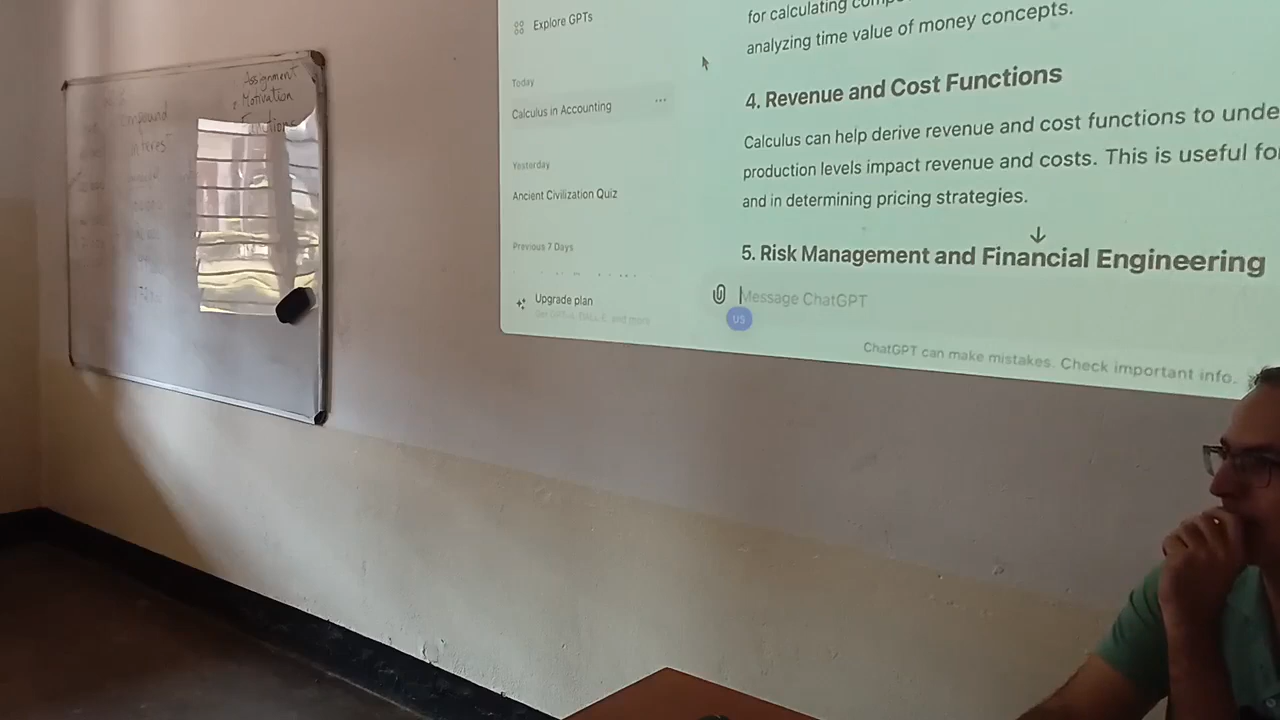 Assignment
Motivation
Functions
Compound
interes
Explore GPTs
Today
Calculus in Accounting
Yesterday
Ancient Civilization Quiz
Previous 7 Days
Upgrade plan
for calculating
analyzing time value of money concepts.
4. Revenue and Cost Functions
Calculus can help derive revenue and cost functions to unde
production levels impact revenue and costs. This is useful fo
and in determining pricing strategies.
5. Risk Management and Financial Engineering
Message ChatGPT
US
ChatGPT can make mistakes. Check important info.